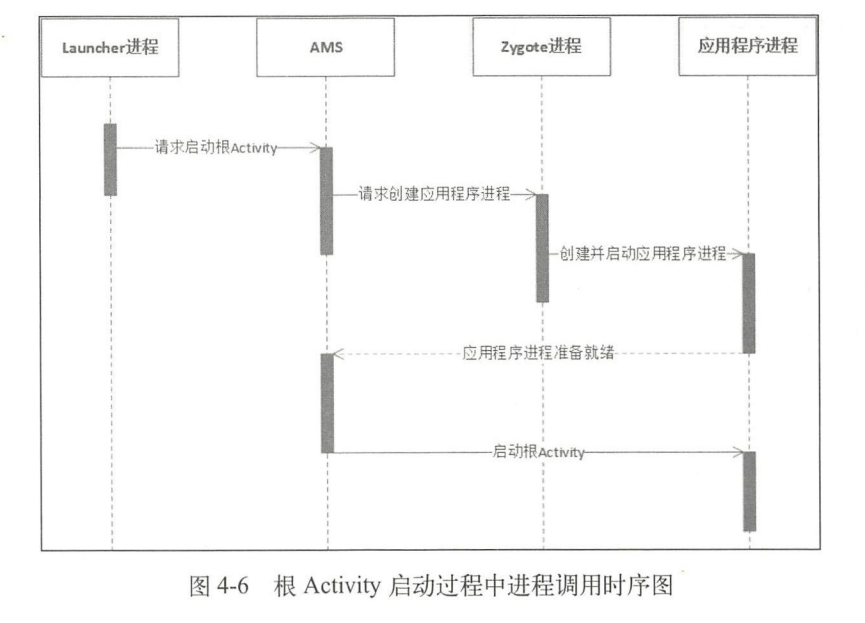 Launcher进程
AMS
Zygote进程
应用程序进程
请求启动根Activity
请求创建应用程序进程
创建并启动应用程序进程
应用程序进程准备就绪
启动根Activity
图 4-6 根 Activity 启动过程中进程调用时序图